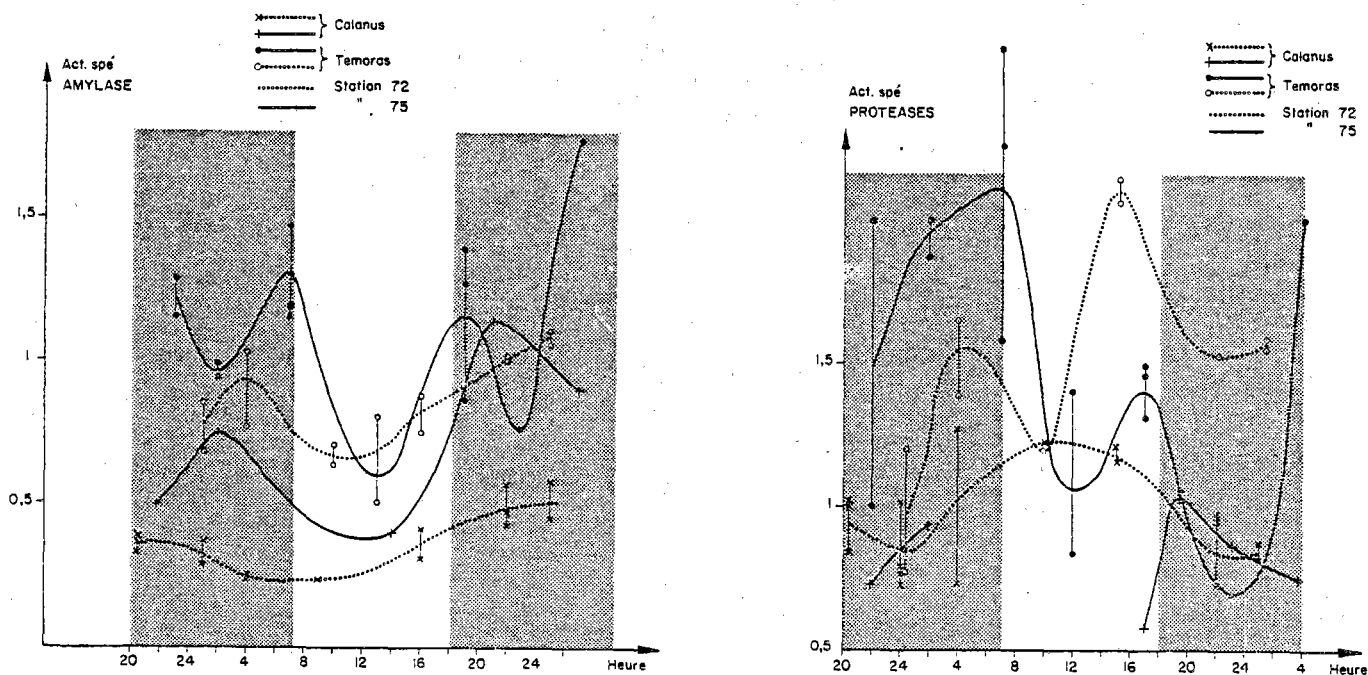 Calanus
Temoras
Station 72
" 75
Act. spé
AMYLASE
1,5
1
0,5
20 24 4 8 12 16 20 24 Heure
Calanus
Temoras
Station 72
" 75
Act. spé
PROTEASES
1,5
1
0,5
20 24 4 8 12 16 20 24 4 Heure